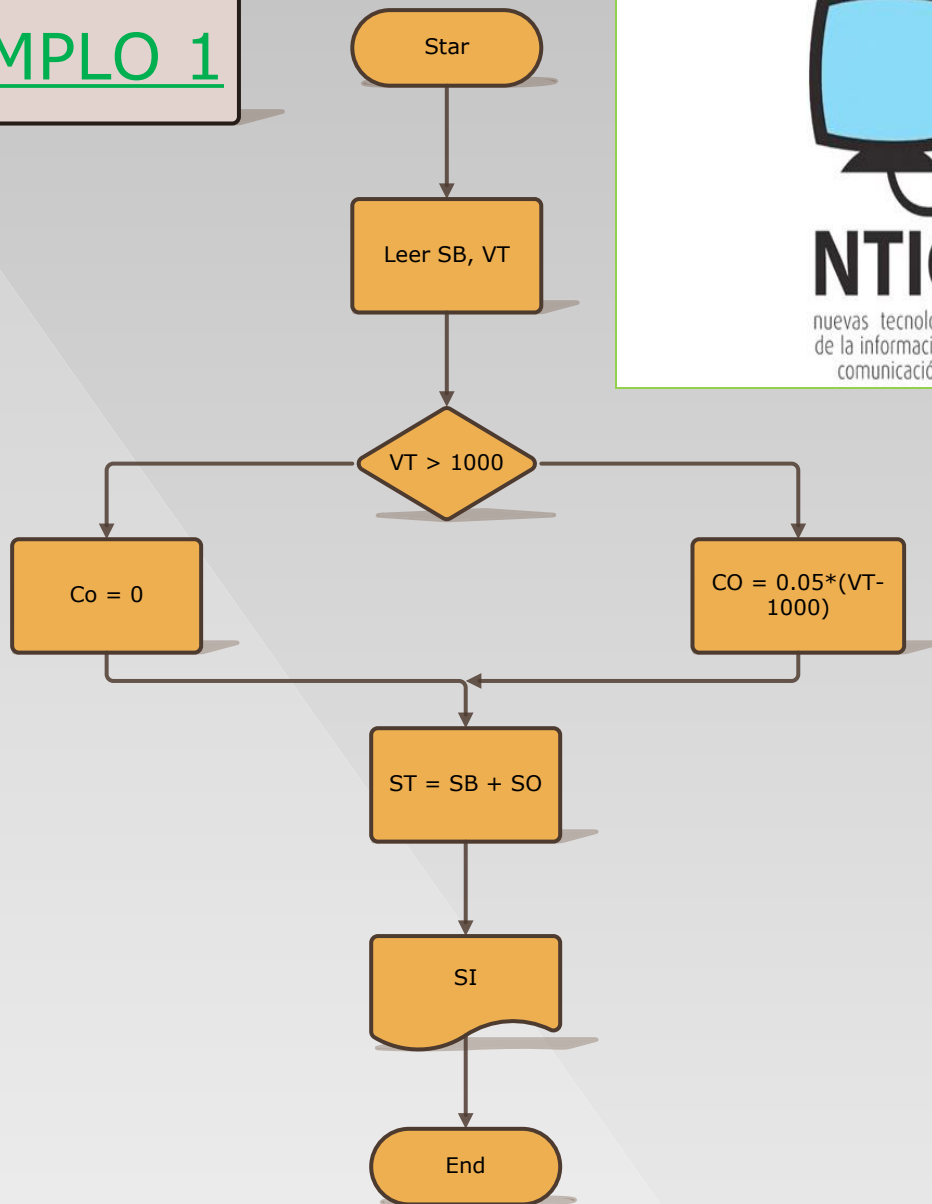 MPLO 1
Star
Leer SB, VT
NTI
nuevas tecnolo
de la informaci
comunicació
VT > 1000
Co = 0
CO = 0.05*(VT-
1000)
ST = SB + SO
SI
End